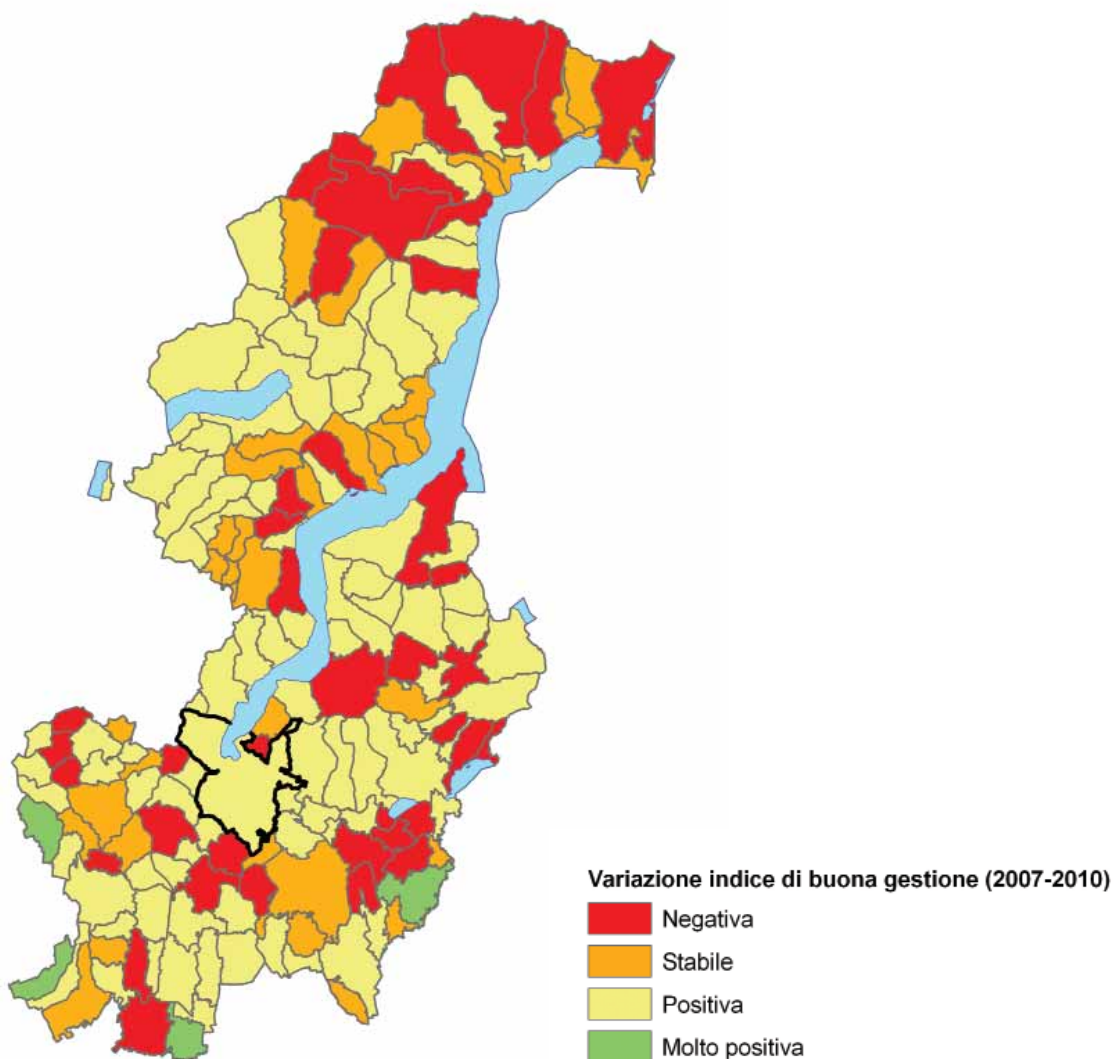 Variazione indice di buona gestione (2007-2010)
Negativa
Stabile
Positiva
Molto positiva